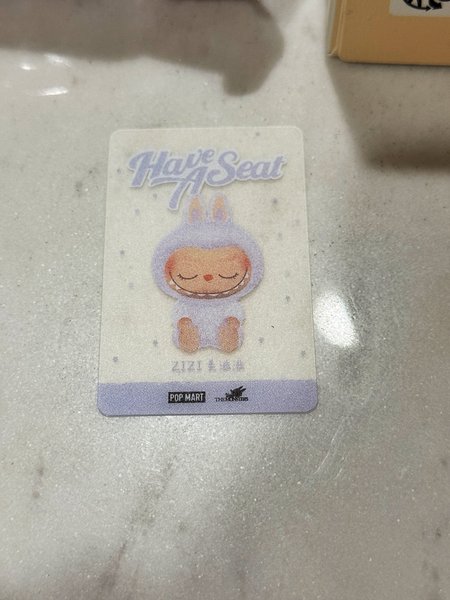 Have
A Seat
ZIZI
POP MART
THE MONSTERS